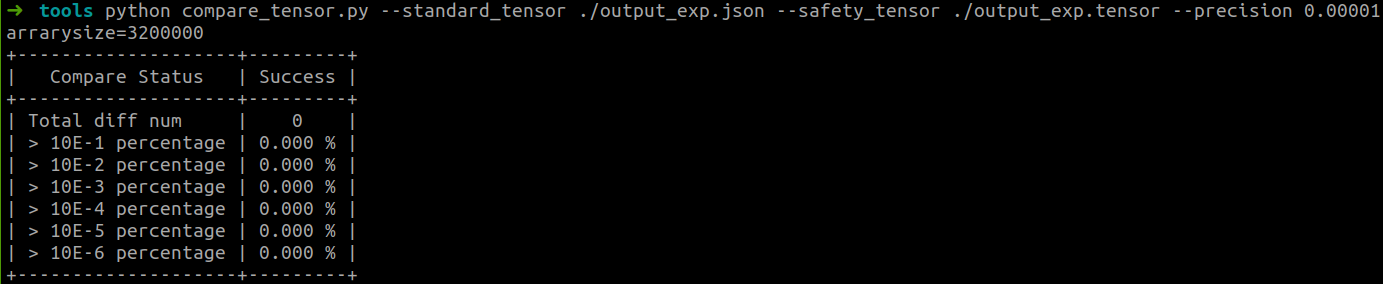 ➜  tools python compare_tensor.py --standard_tensor ./output_exp.json --safety_tensor ./output_exp.tensor --precision 0.00001
arrarysize=3200000
+--------------------+---------+
|   Compare Status   | Success |
+--------------------+---------+
| Total diff num     |    0    |
| > 10E-1 percentage | 0.000 % |
| > 10E-2 percentage | 0.000 % |
| > 10E-3 percentage | 0.000 % |
| > 10E-4 percentage | 0.000 % |
| > 10E-5 percentage | 0.000 % |
| > 10E-6 percentage | 0.000 % |
+--------------------+---------+